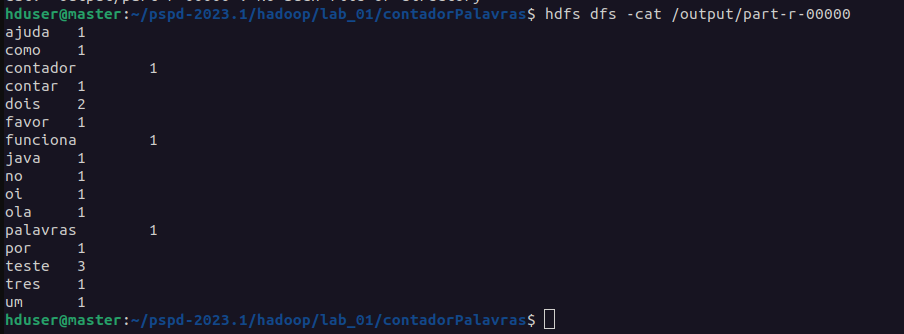 hduser@master:~/pspd-2023.1/hadoop/lab_01/contadorPalavras$ hdfs dfs -cat /output/part-r-00000
ajuda 1
como 1
contador 1
contar 1
dois 2
favor 1
funciona 1
java 1
no 1
oi 1
ola 1
palavras 1
por 1
teste 3
tres 1
um 1
hduser@master:~/pspd-2023.1/hadoop/lab_01/contadorPalavras$